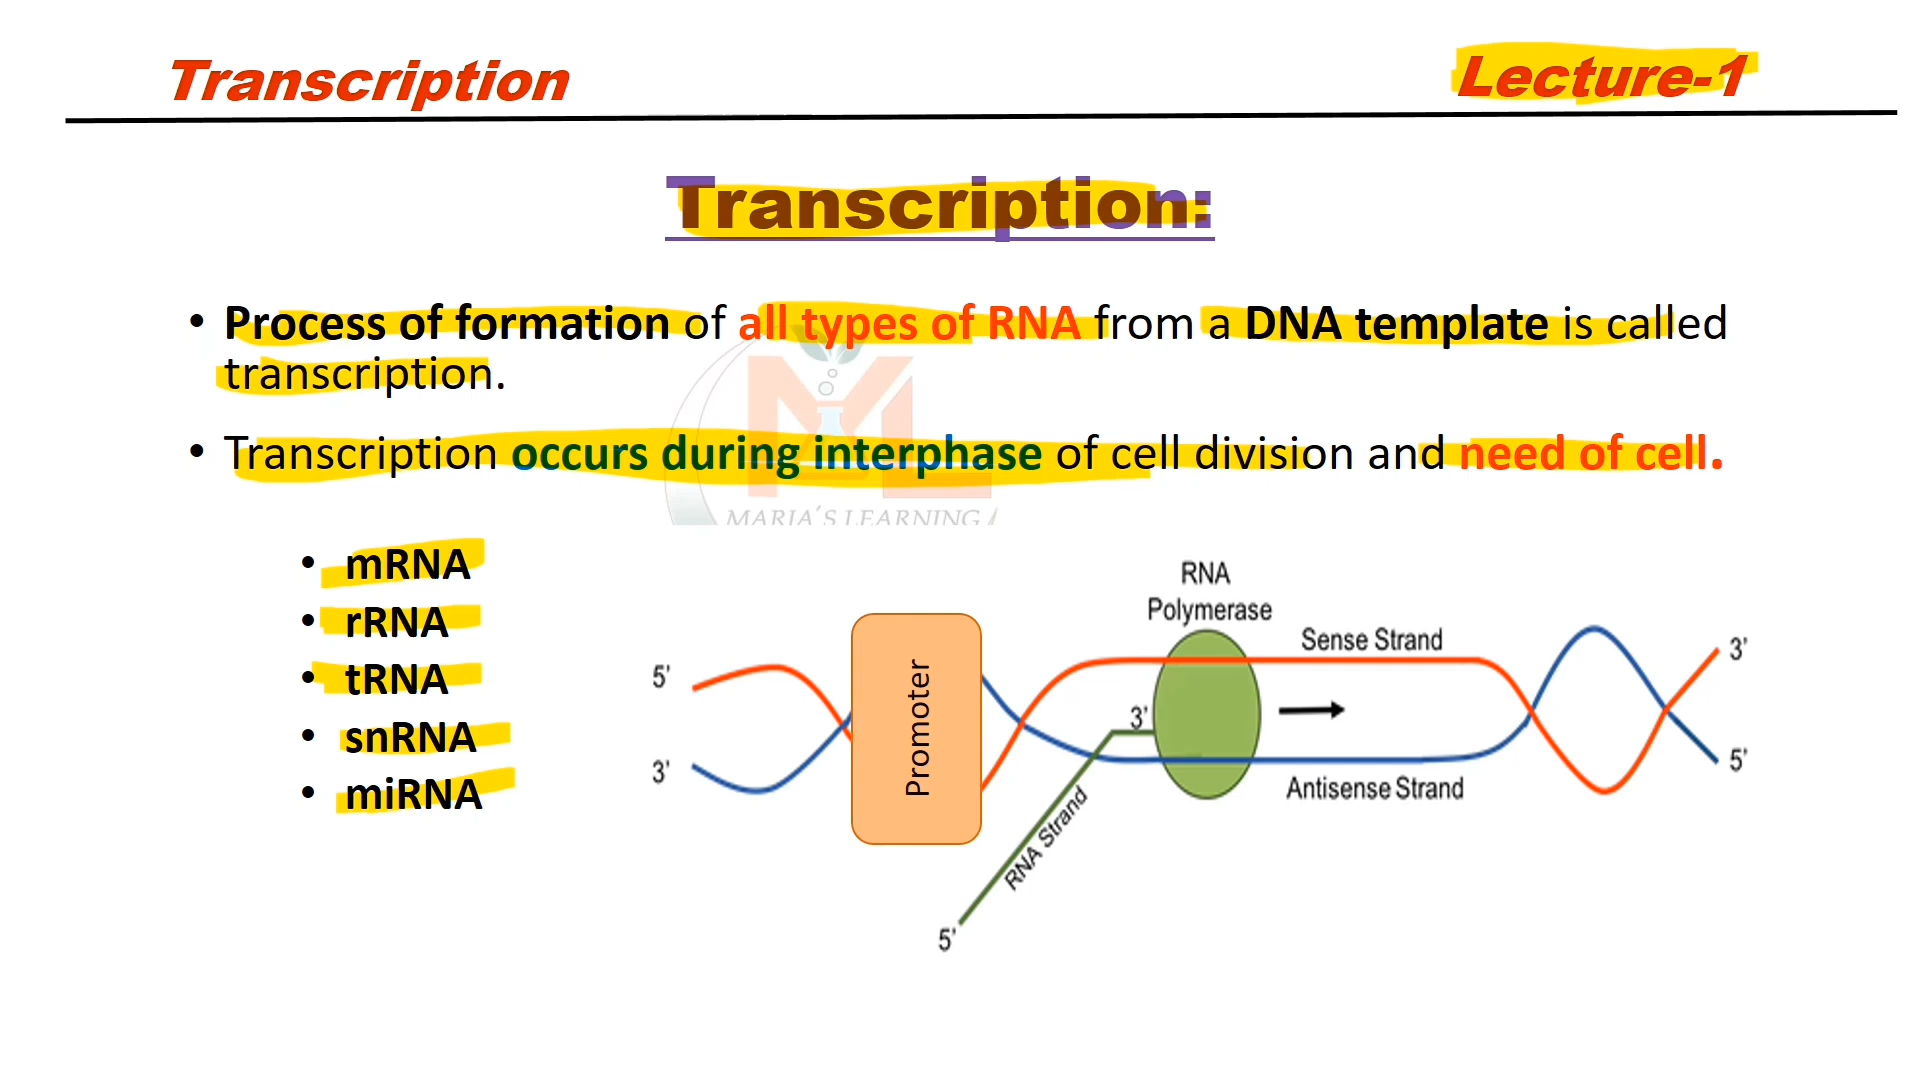 Transcription
Lecture-1
Transcription:
• Process of formation of all types of RNA from a DNA template is called
transcription.
• Transcription occurs during interphase of cell division and need of cell.
MARIA'S LEARNING
• mRNA
• rRNA
• tRNA
• snRNA
• miRNA
RNA
Polymerase
Sense Strand
5’
3’
Promoter
3’
3’
5’
Antisense Strand
RNA Strand
5’